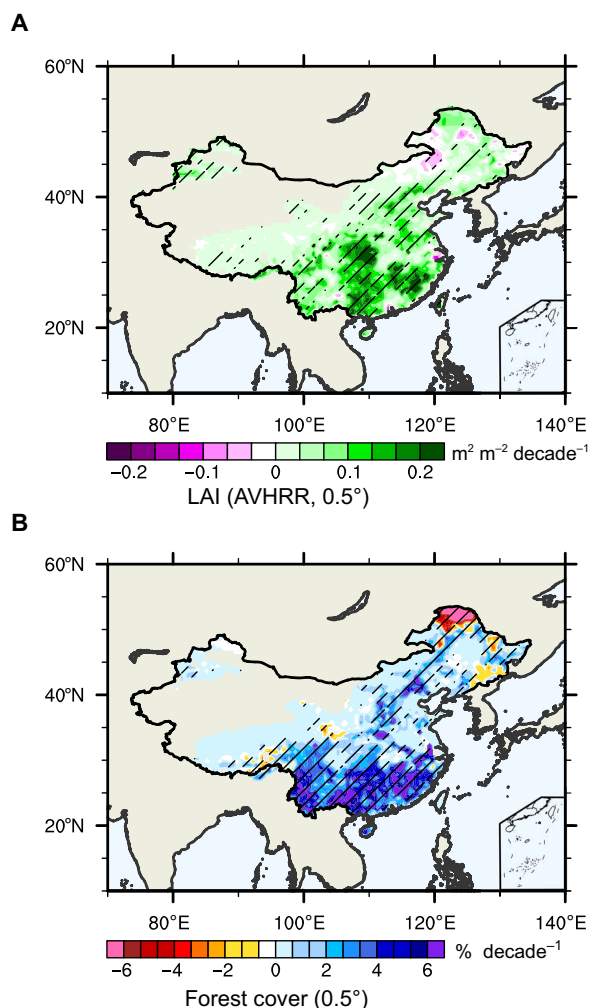 A
60°N
40°N
20°N
80°E 100°E 120°E 140°E
−0.2 −0.1 0 0.1 0.2 m² m⁻² decade⁻¹
LAI (AVHRR, 0.5°)
B
60°N
40°N
20°N
80°E 100°E 120°E 140°E
−6 −4 −2 0 2 4 6 % decade⁻¹
Forest cover (0.5°)